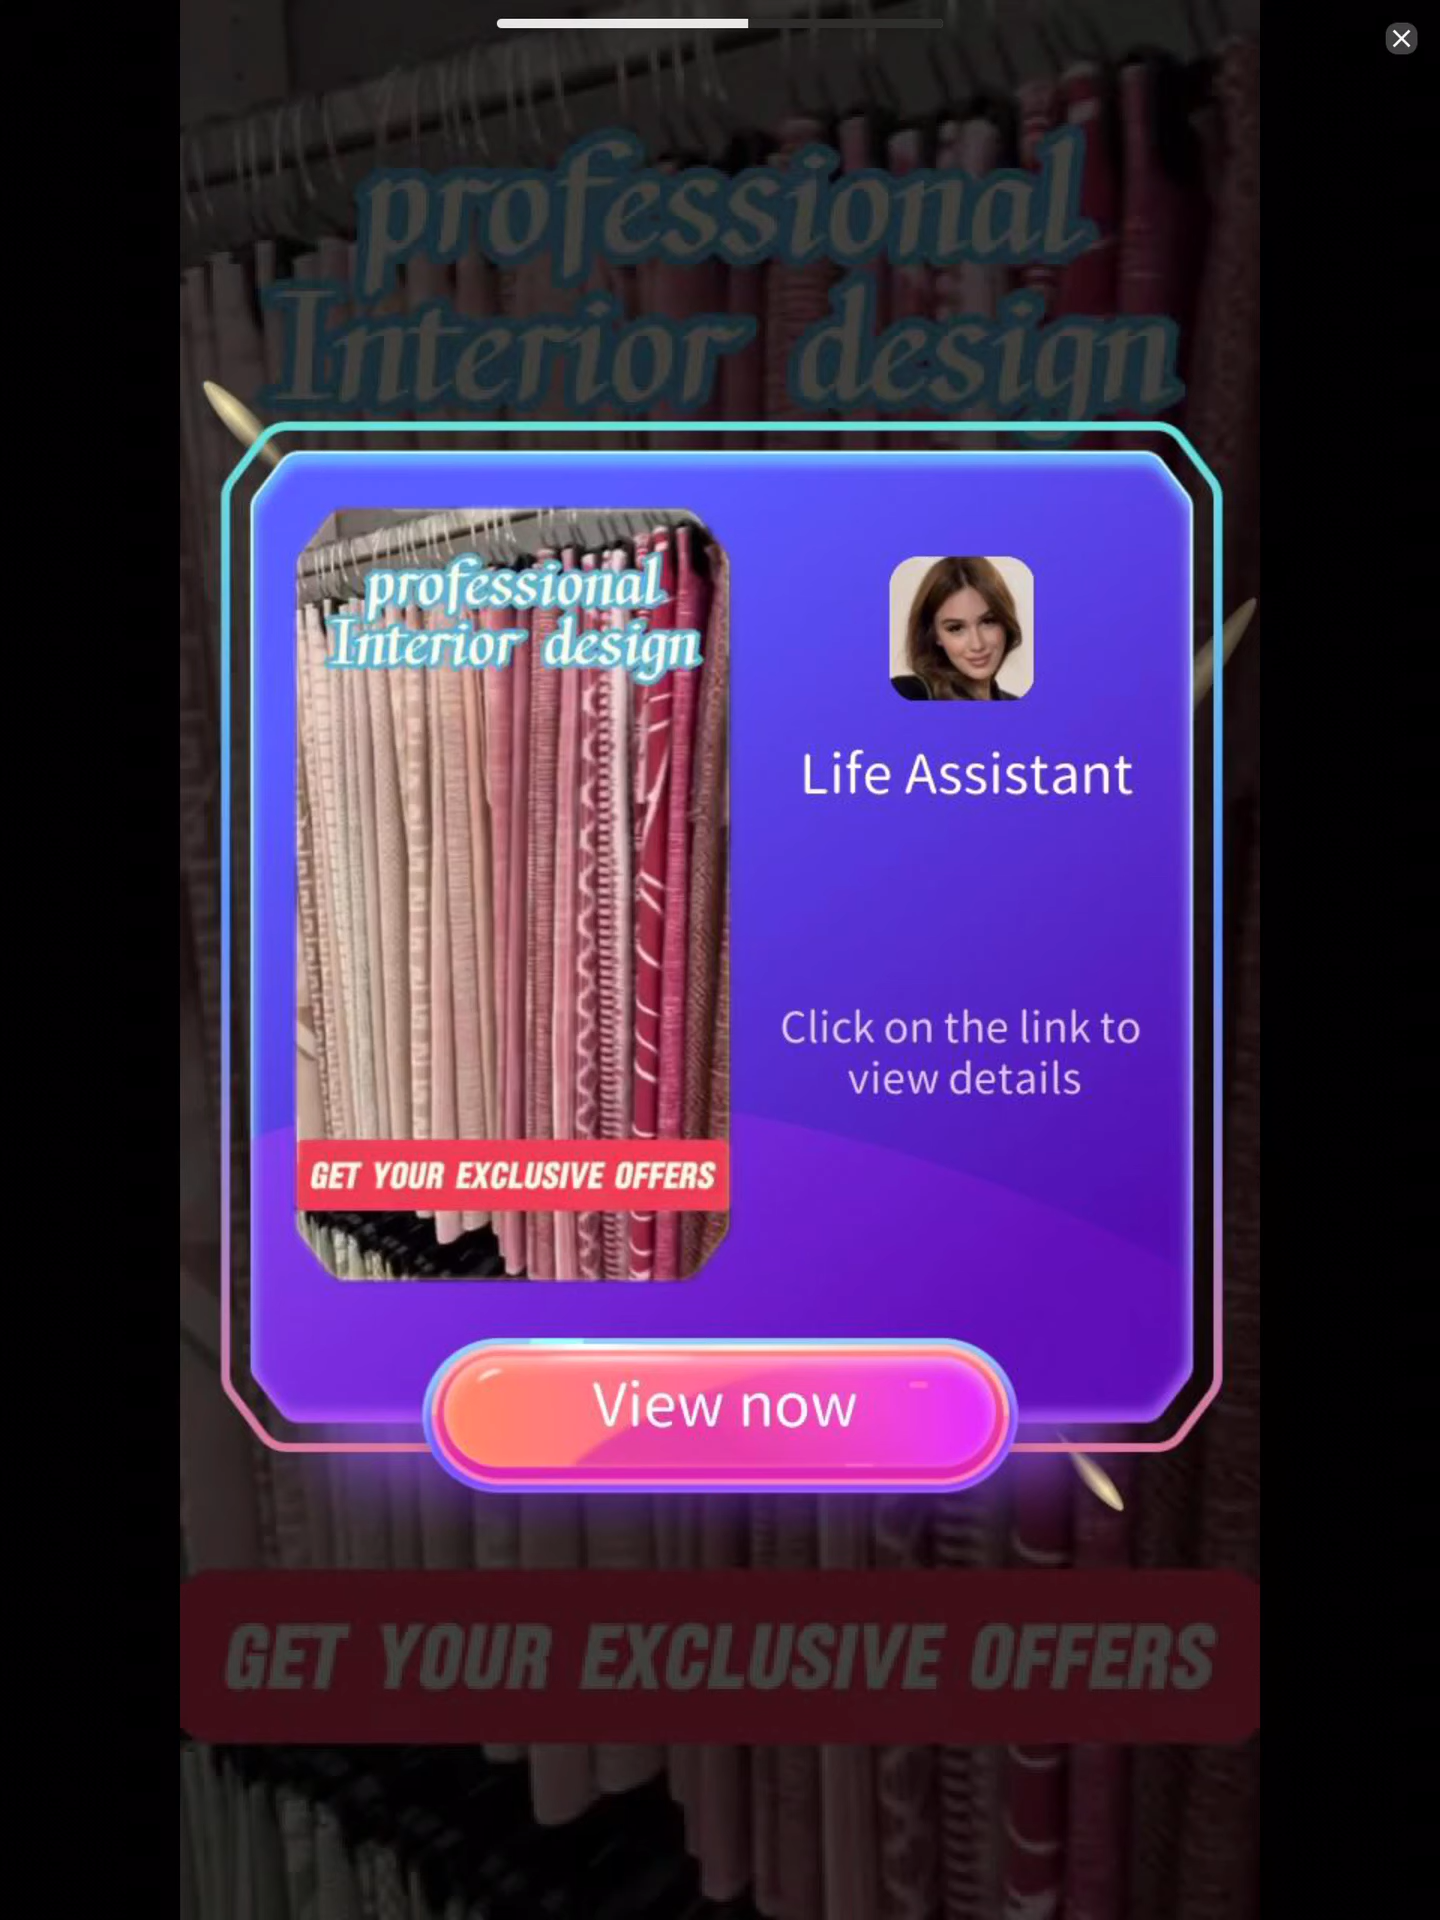 professional
Interior design
professional
Interior design
Life Assistant
Click on the link to
view details
GET YOUR EXCLUSIVE OFFERS
View now
GET YOUR EXCLUSIVE OFFERS